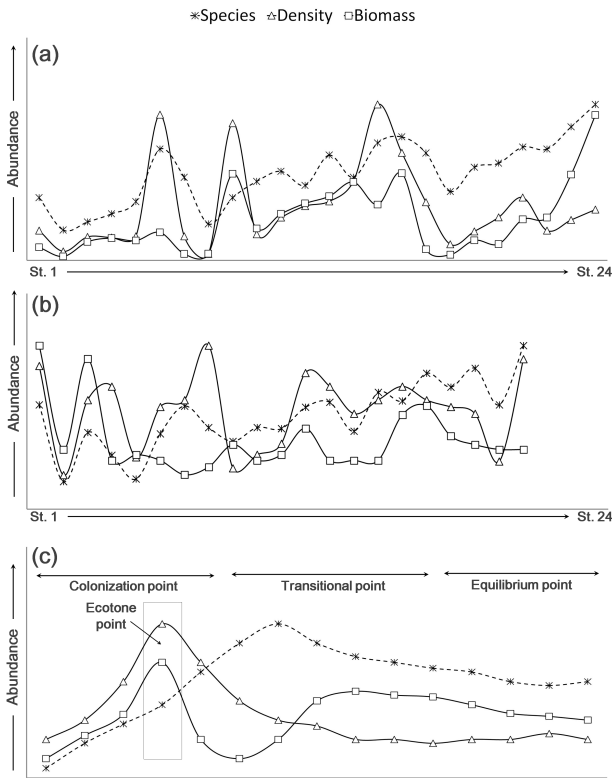 Species Density Biomass
(a)
Abundance
St. 1 St. 24
(b)
Abundance
St. 1 St. 24
(c)
Colonization point Transitional point Equilibrium point
Ecotone
point
Abundance